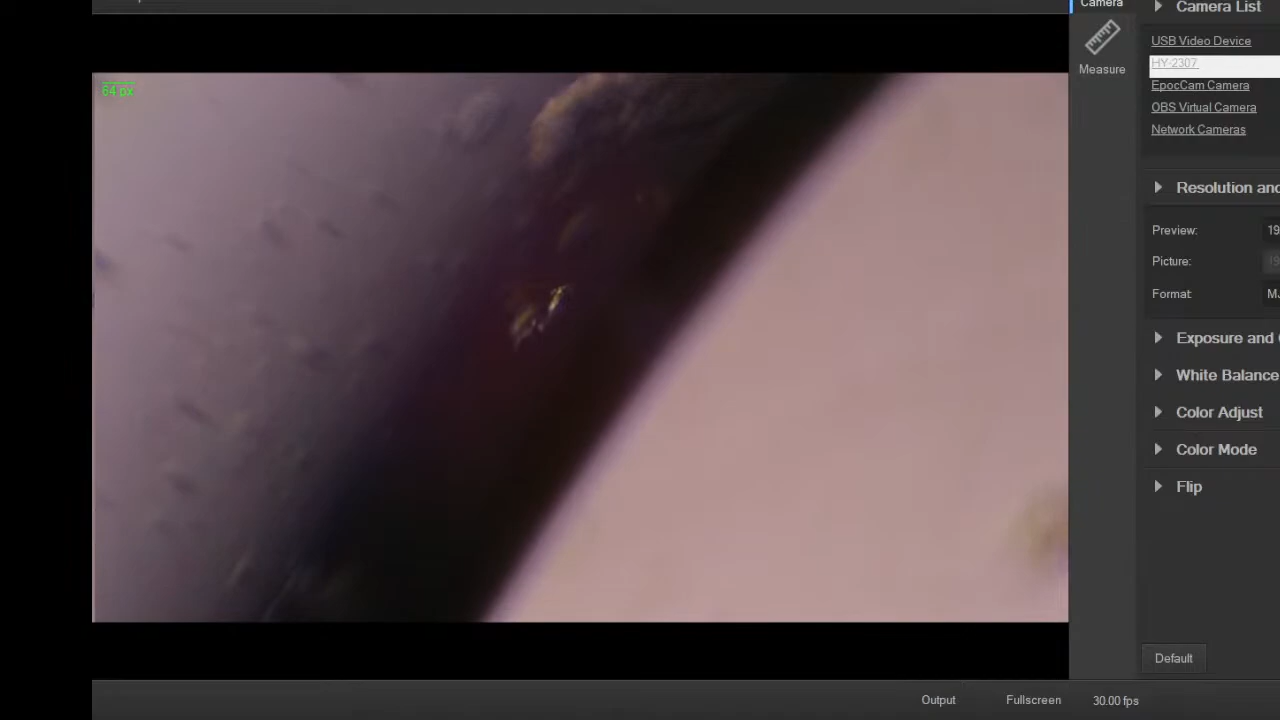 Camera
Camera List
Measure
64 px
USB Video Device
HY-2307
EpocCam Camera
OBS Virtual Camera
Network Cameras
Resolution and
Preview:
19
Picture:
Format:
MJ
Exposure and
White Balance
Color Adjust
Color Mode
Flip
Default
Output
Fullscreen
30.00 fps